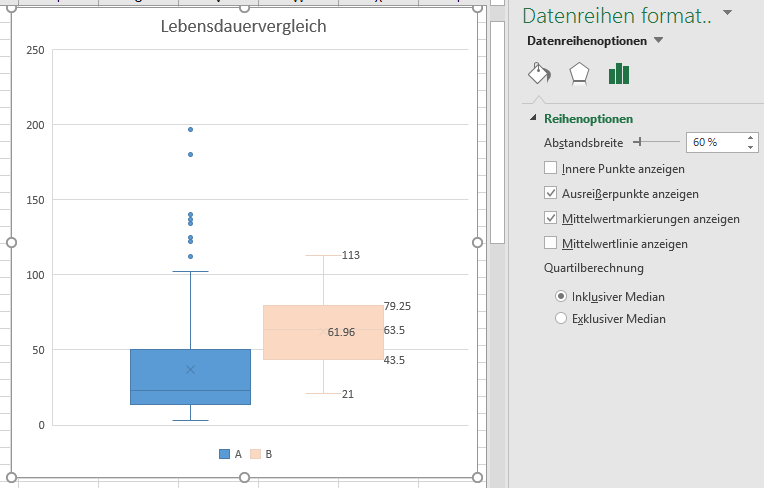 Lebensdauervergleich
250
200
150
100
50
0
113
79.25
61.96
63.5
43.5
21
A B
Datenreihen format..
Datenreihenoptionen
Reihenoptionen
Abstandsbreite 60 %
Innere Punkte anzeigen
Ausreißerpunkte anzeigen
Mittelwertmarkierungen anzeigen
Mittelwertlinie anzeigen
Quartilberechnung
Inklusiver Median
Exklusiver Median